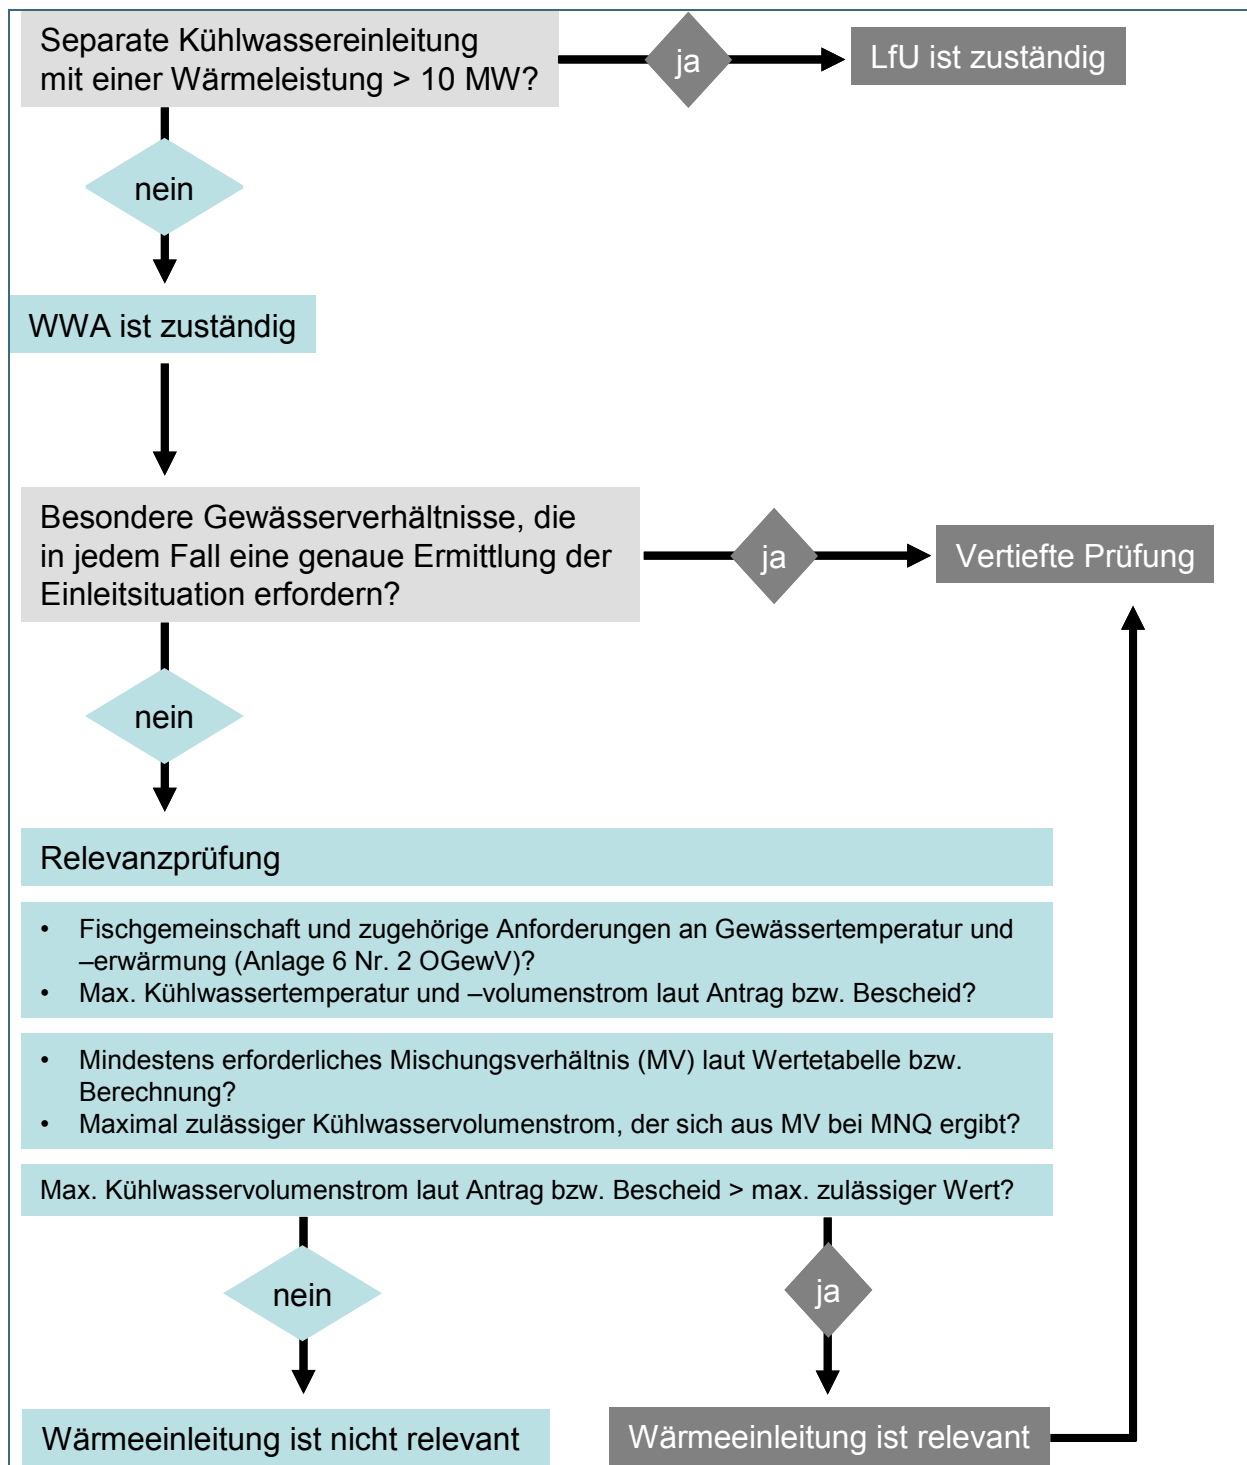 Separate Kühlwassereinleitung
mit einer Wärmeleistung > 10 MW?
ja
LfU ist zuständig
nein
WWA ist zuständig
Besondere Gewässerverhältnisse, die
in jedem Fall eine genaue Ermittlung der
Einleitsituation erfordern?
ja
Vertiefte Prüfung
nein
Relevanzprüfung
• Fischgemeinschaft und zugehörige Anforderungen an Gewässertemperatur und
–erwärmung (Anlage 6 Nr. 2 OGewV)?
• Max. Kühlwassertemperatur und –volumenstrom laut Antrag bzw. Bescheid?
• Mindestens erforderliches Mischungsverhältnis (MV) laut Wertetabelle bzw.
Berechnung?
• Maximal zulässiger Kühlwasservolumenstrom, der sich aus MV bei MNQ ergibt?
Max. Kühlwasservolumenstrom laut Antrag bzw. Bescheid > max. zulässiger Wert?
nein
ja
Wärmeeinleitung ist nicht relevant
Wärmeeinleitung ist relevant